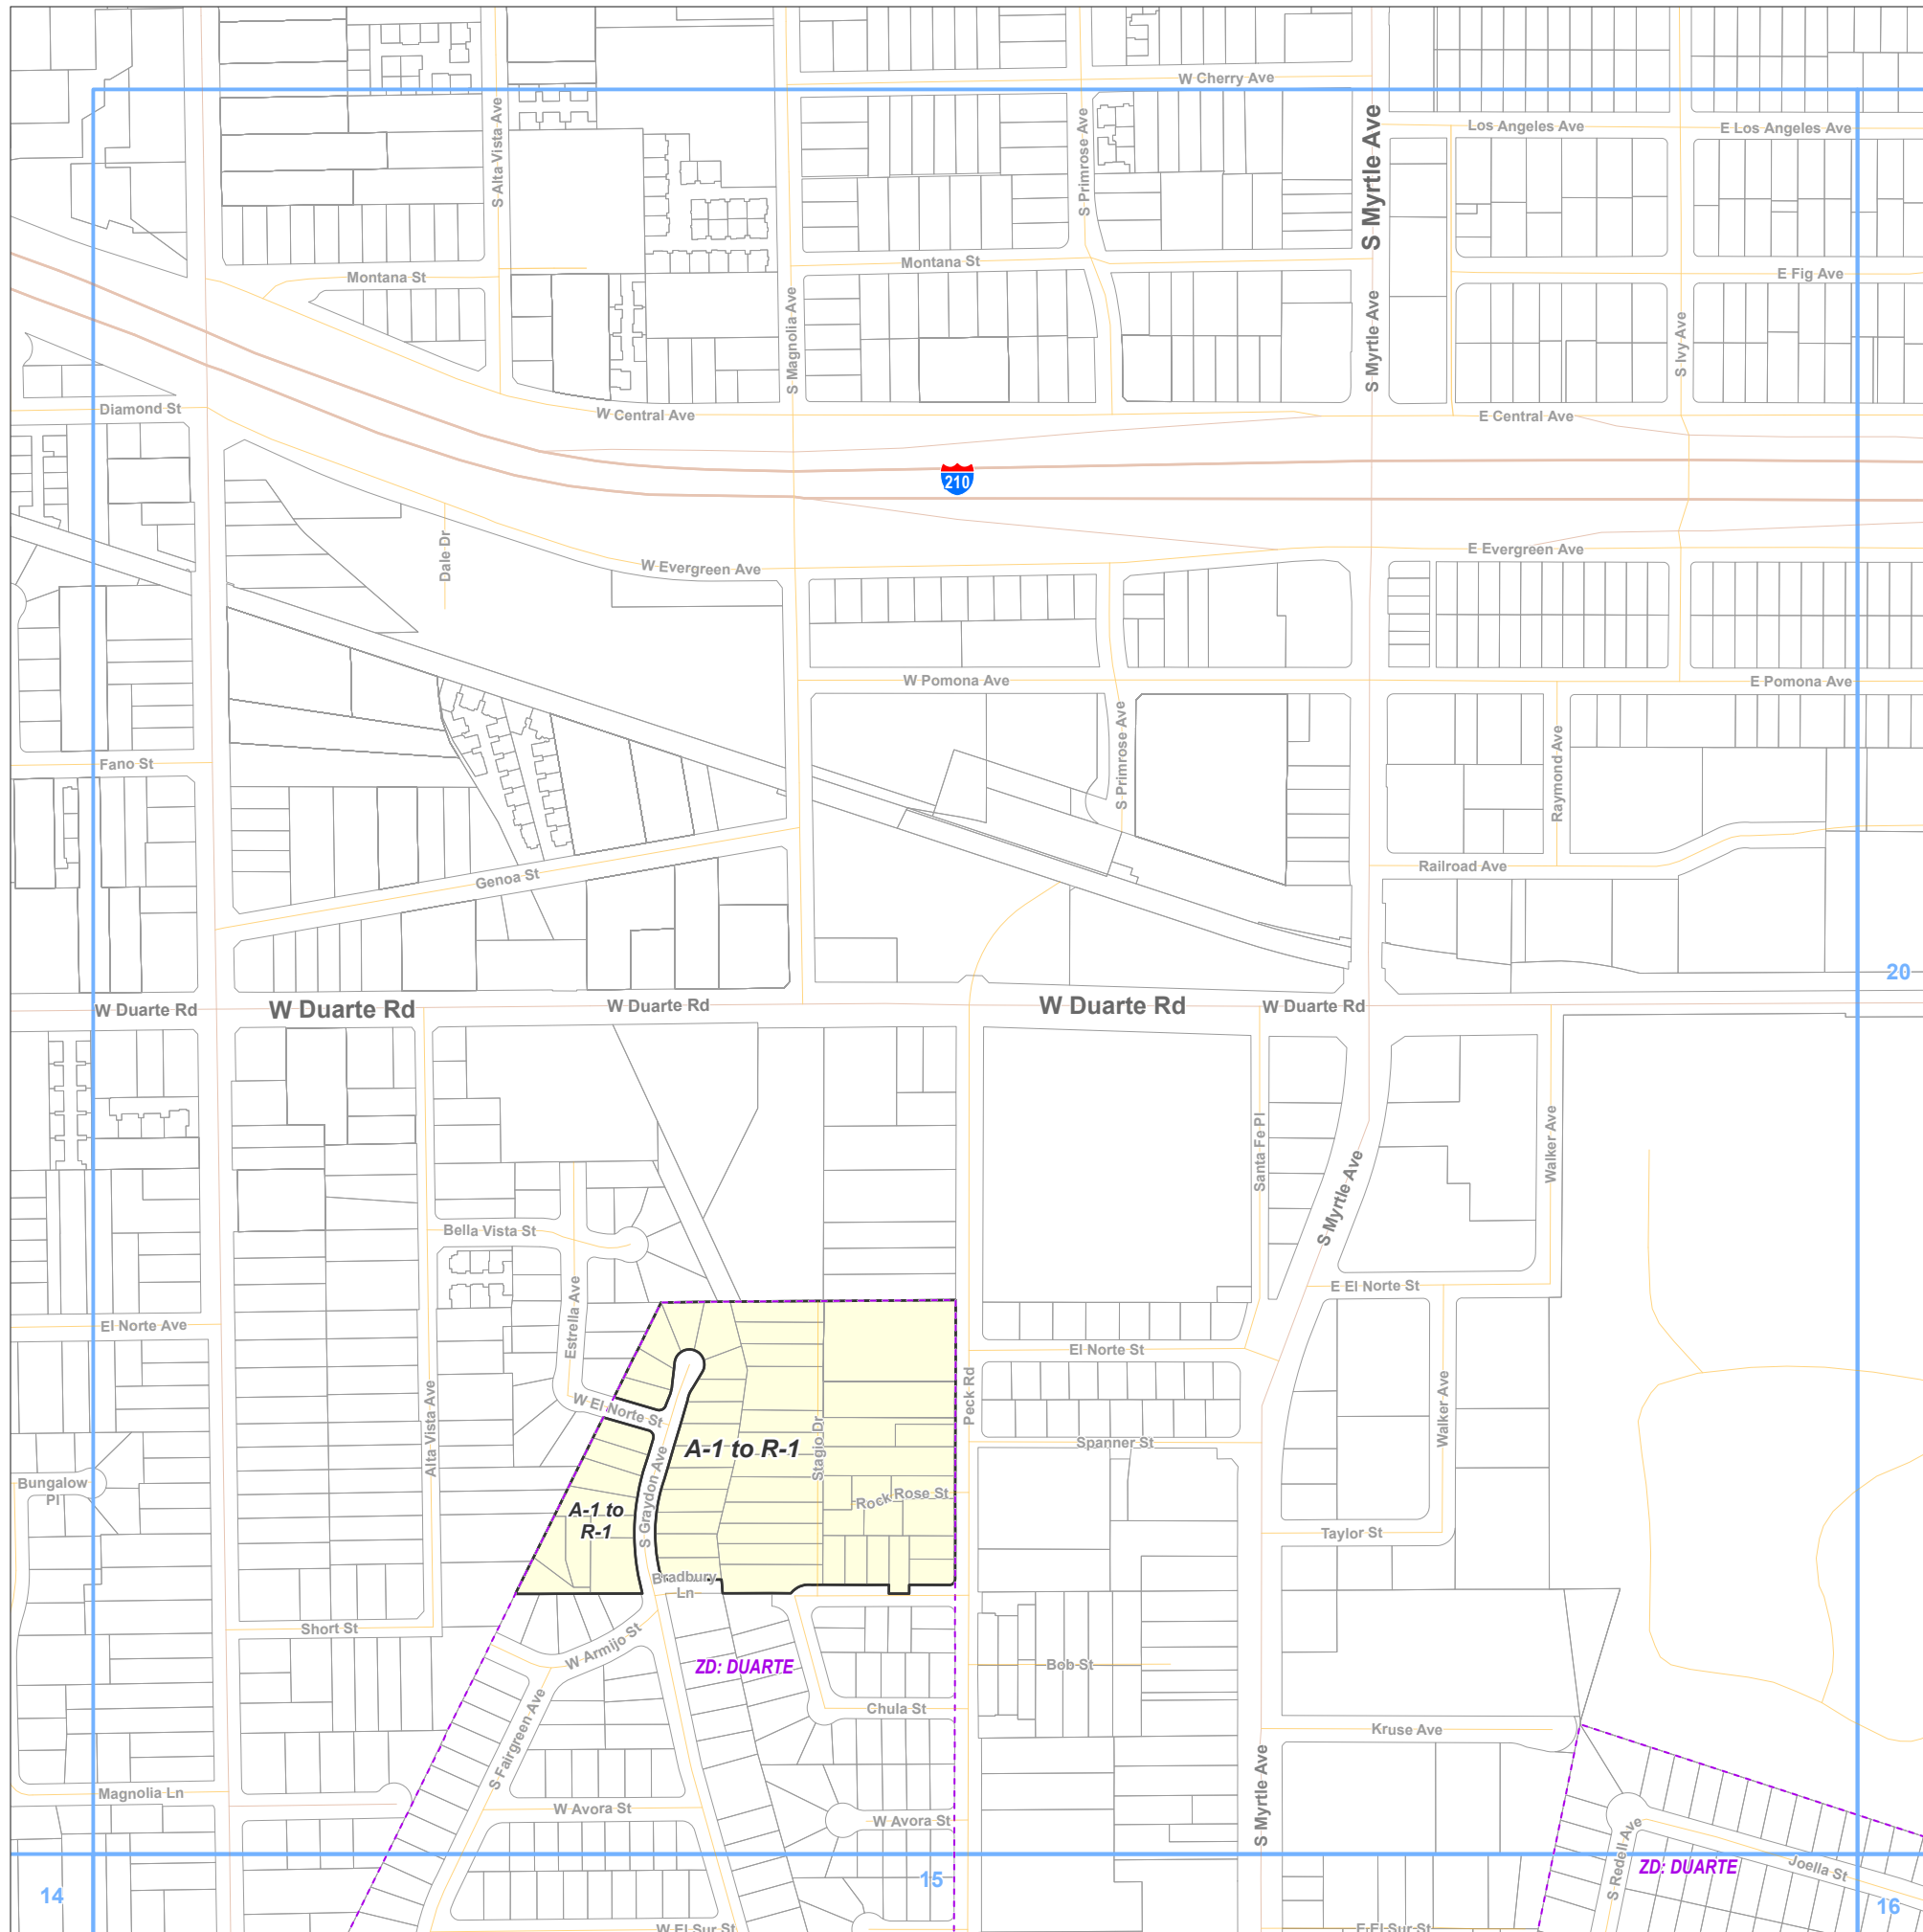 W Cherry Ave
S Alta Vista Ave
S Primrose Ave
S Myrtle Ave
Los Angeles Ave
E Los Angeles Ave
Montana St
Montana St
E Fig Ave
S Magnolia Ave
S Myrtle Ave
S Ivy Ave
Diamond St
W Central Ave
E Central Ave
210
Dale Dr
W Evergreen Ave
E Evergreen Ave
W Pomona Ave
E Pomona Ave
S Primrose Ave
Raymond Ave
Fano St
Genoa St
Railroad Ave
20
W Duarte Rd
W Duarte Rd
W Duarte Rd
W Duarte Rd
W Duarte Rd
Santa Fe Pl
Walker Ave
S Myrtle Ave
Bella Vista St
Estrella Ave
E El Norte St
El Norte Ave
El Norte St
Peck Rd
W El Norte St
Alta Vista Ave
Walker Ave
A-1 to R-1
Stagio Dr
Spanner St
Bungalow
Pl
S Graydon Ave
Rock Rose St
A-1 to
R-1
Taylor St
Bradbury
Ln
Short St
W Armijo St
ZD: DUARTE
Bob St
Chula St
Kruse Ave
S Fairgreen Ave
Magnolia Ln
W Avora St
W Avora St
S Myrtle Ave
S Redell Ave
Joella St
ZD: DUARTE
14
15
16
W El Sur St
E El Sur St